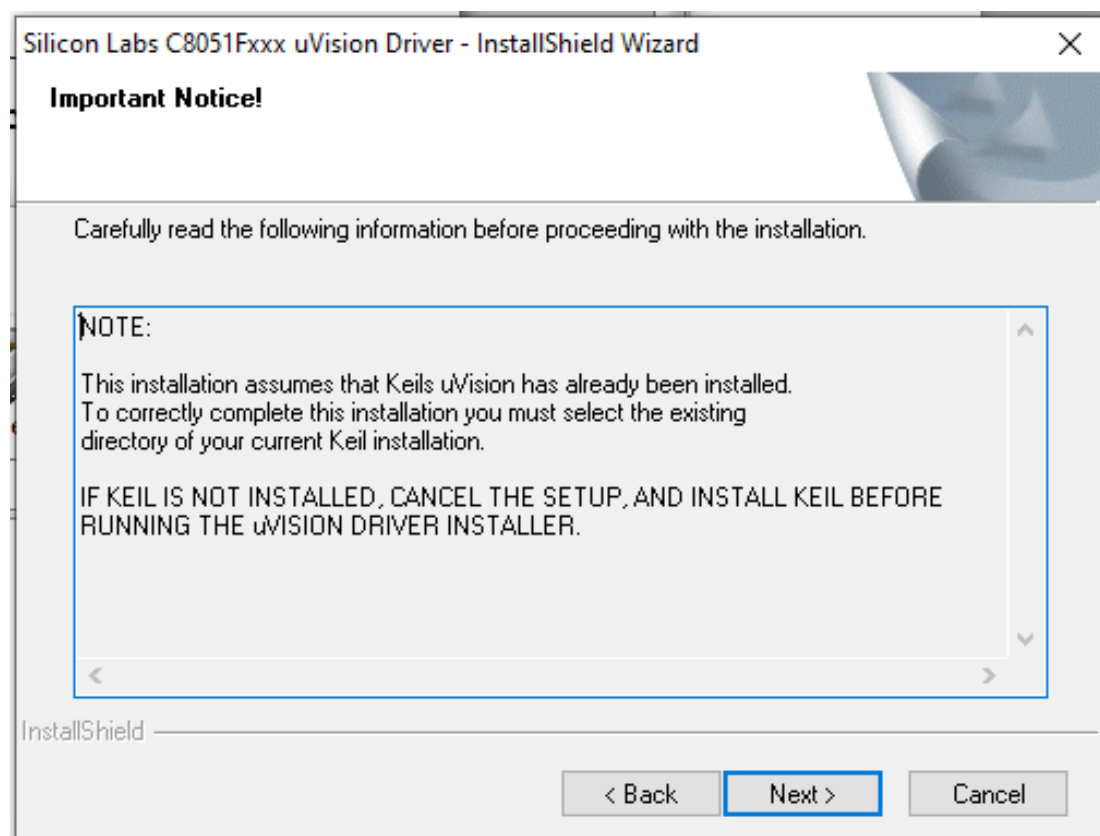 Silicon Labs C8051Fxxx uVision Driver - InstallShield Wizard
Important Notice!
Carefully read the following information before proceeding with the installation.
NOTE:
This installation assumes that Keils uVision has already been installed.
To correctly complete this installation you must select the existing
directory of your current Keil installation.
IF KEIL IS NOT INSTALLED, CANCEL THE SETUP, AND INSTALL KEIL BEFORE
RUNNING THE uVISION DRIVER INSTALLER.
InstallShield
< Back
Next >
Cancel